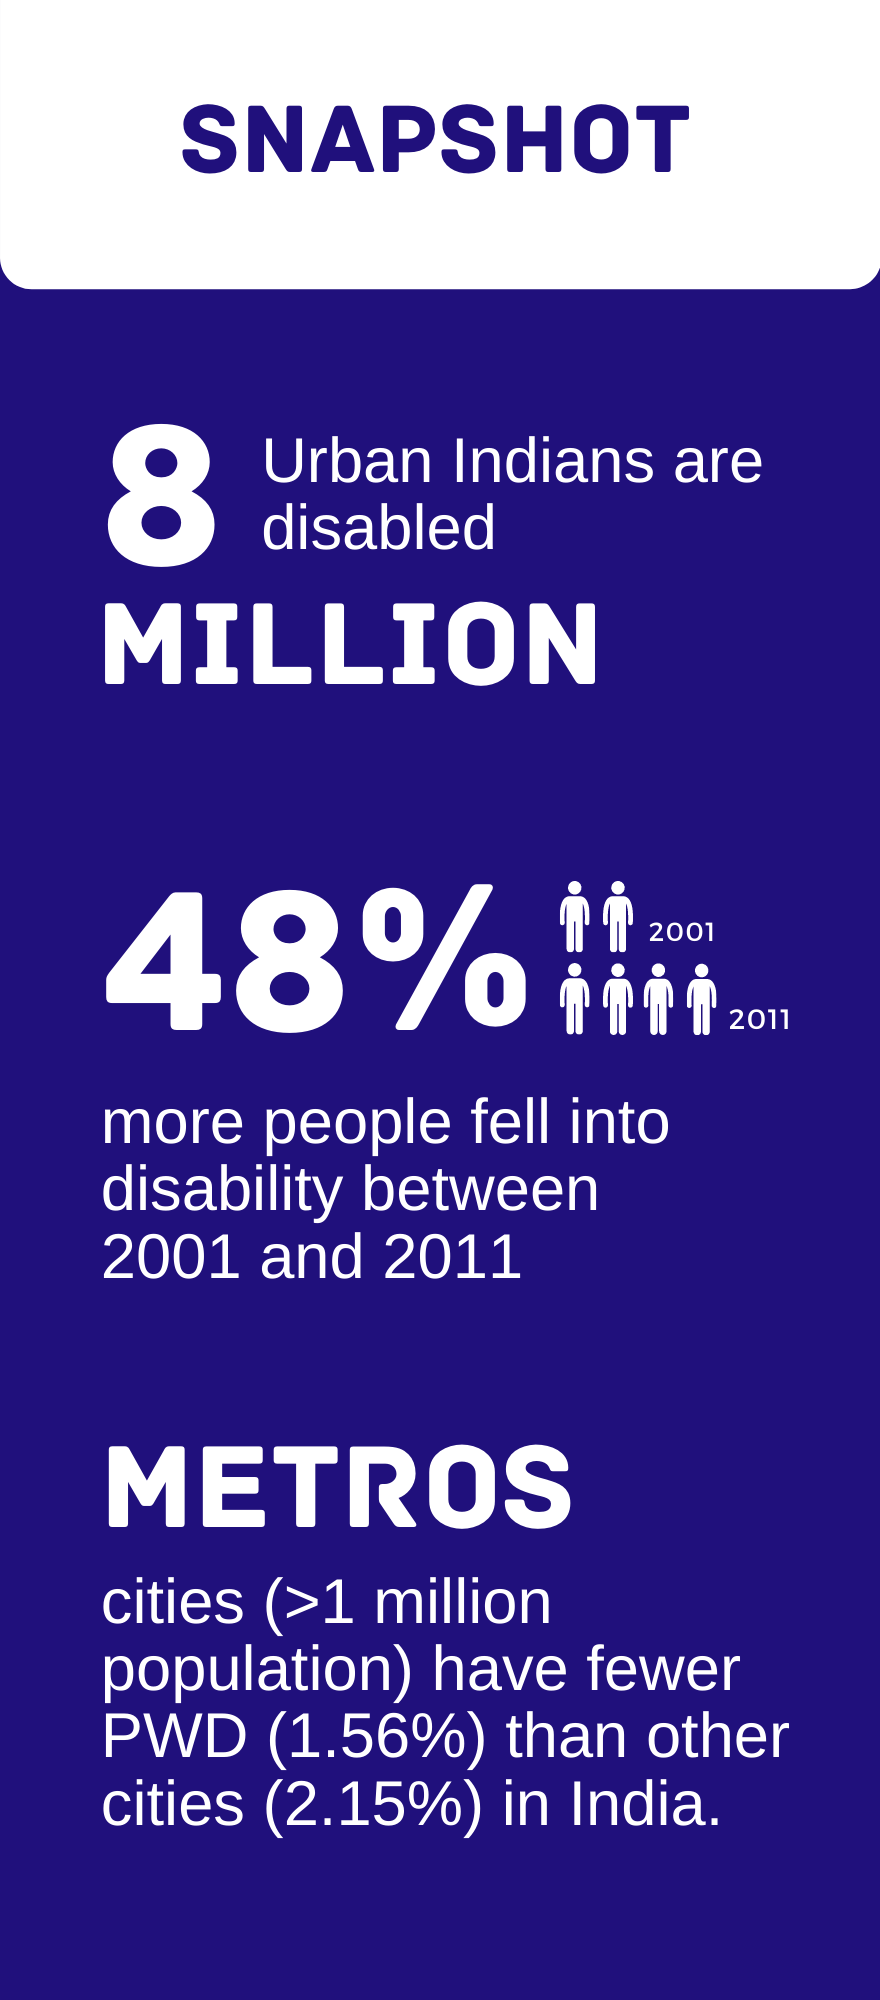 SNAPSHOT
8
Urban Indians are
disabled
MILLION
48%
2001
2011
more people fell into
disability between
2001 and 2011
METROS
cities (>1 million
population) have fewer
PWD (1.56%) than other
cities (2.15%) in India.